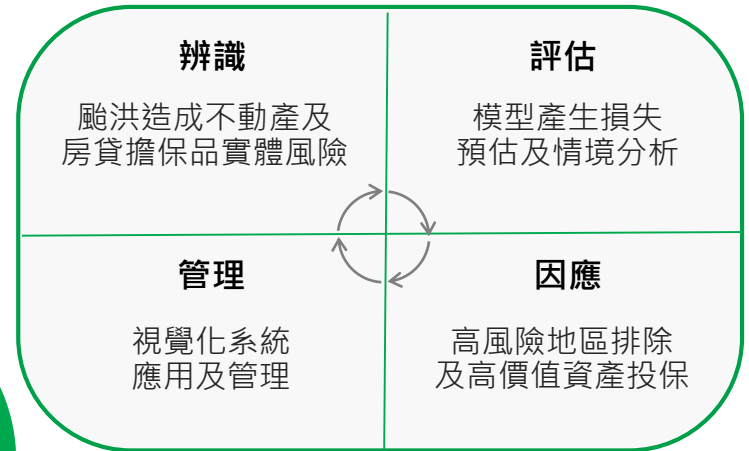 辨識
颱洪造成不動產及
房貸擔保品實體風險
評估
模型產生損失
預估及情境分析
管理
視覺化系統
應用及管理
因應
高風險地區排除
及高價值資產投保